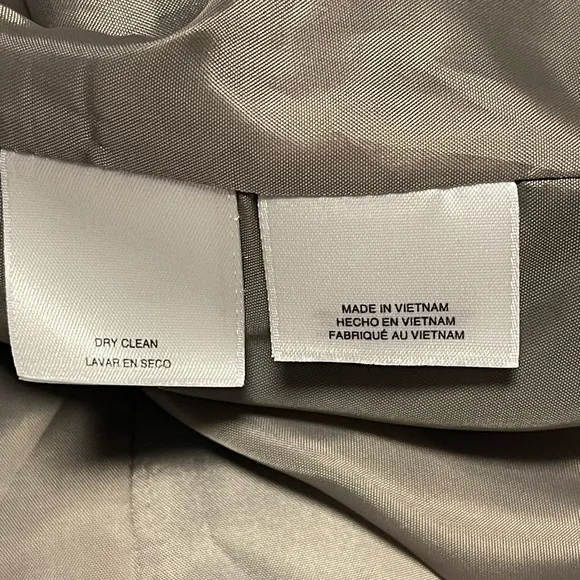 DRY CLEAN
LAVAR EN SECO
MADE IN VIETNAM
HECHO EN VIETNAM
FABRIQUÉ AU VIETNAM